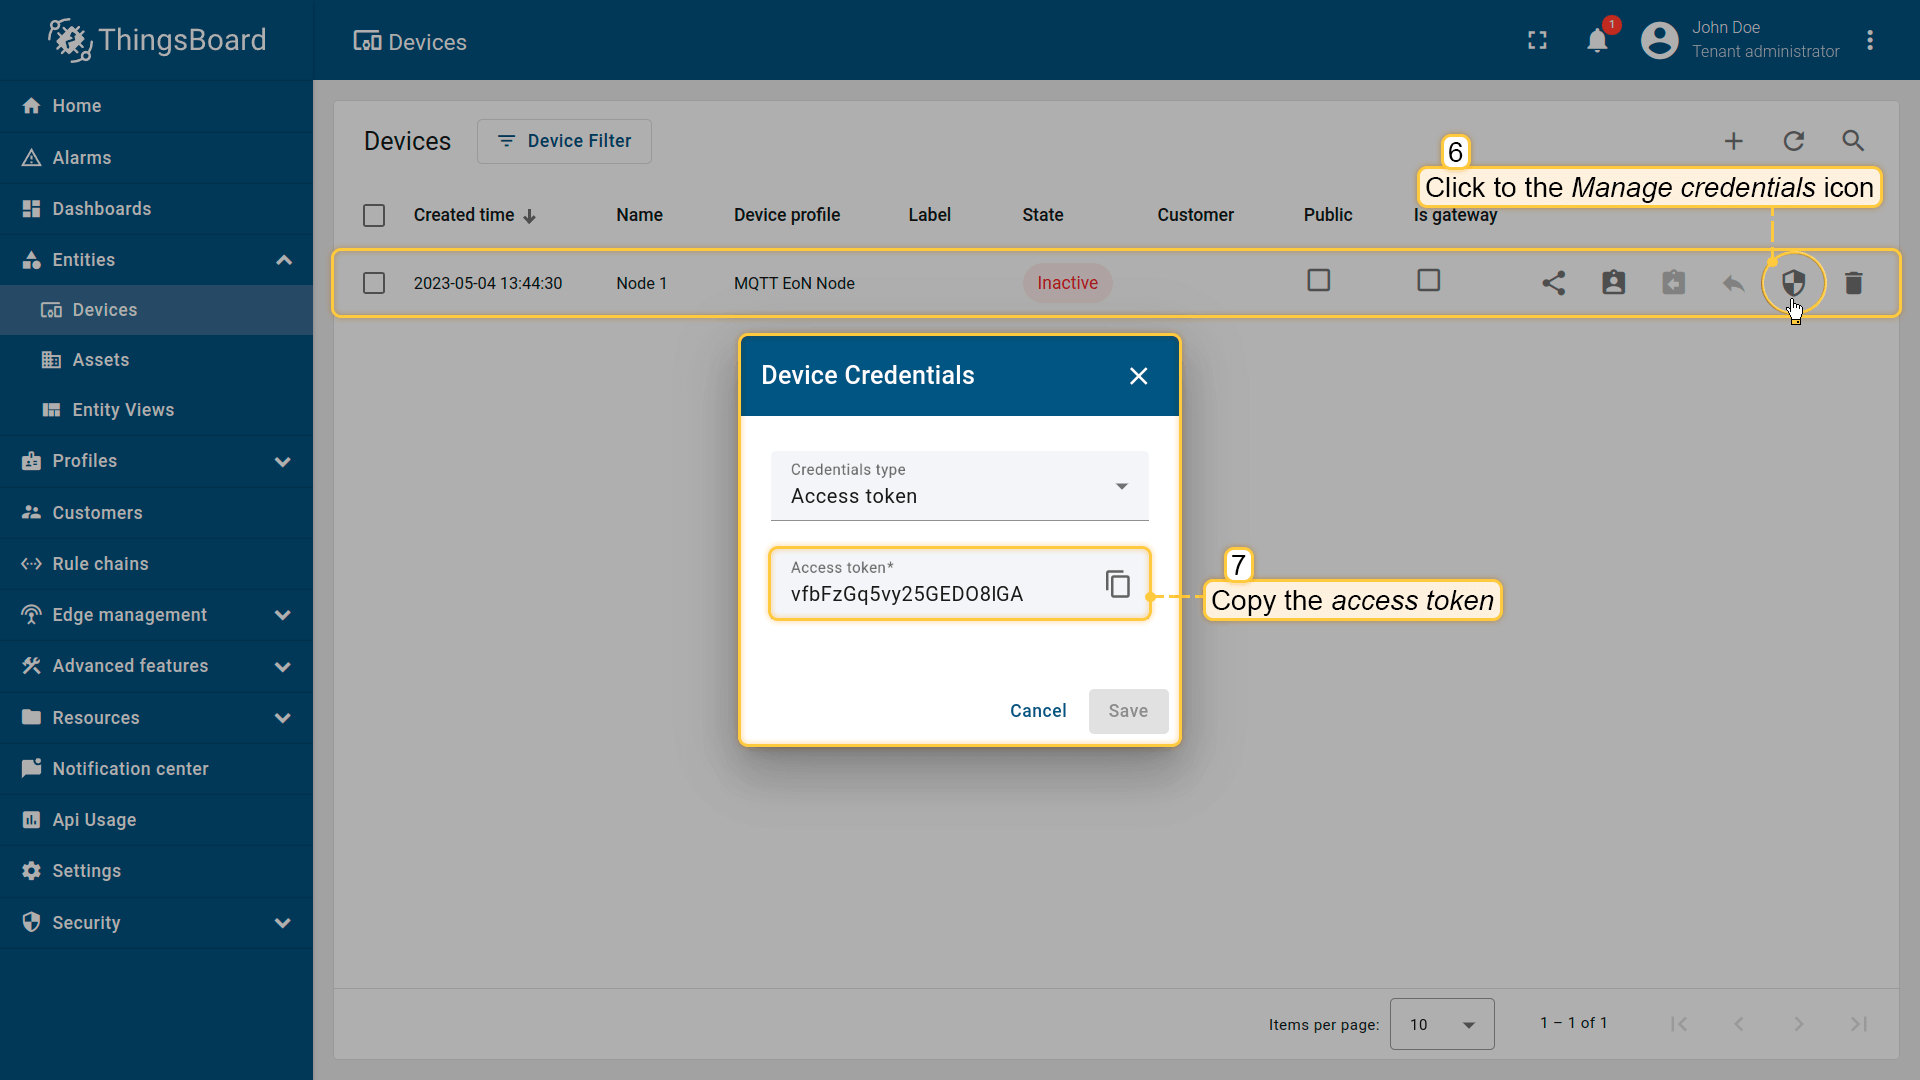 ThingsBoard
Devices
1
John Doe
Tenant administrator
Home
Alarms
Dashboards
Entities
Devices
Assets
Entity Views
Profiles
Customers
Rule chains
Edge management
Advanced features
Resources
Notification center
Api Usage
Settings
Security
Devices
Device Filter
6
Click to the Manage credentials icon
Created time Name Device profile Label State Customer Public Is gateway
2023-05-04 13:44:30 Node 1 MQTT EoN Node Inactive
Device Credentials
Credentials type
Access token
Access token*
vfbFzGq5vy25GEDO8IGA
7
Copy the access token
Cancel Save
Items per page: 10 1 – 1 of 1